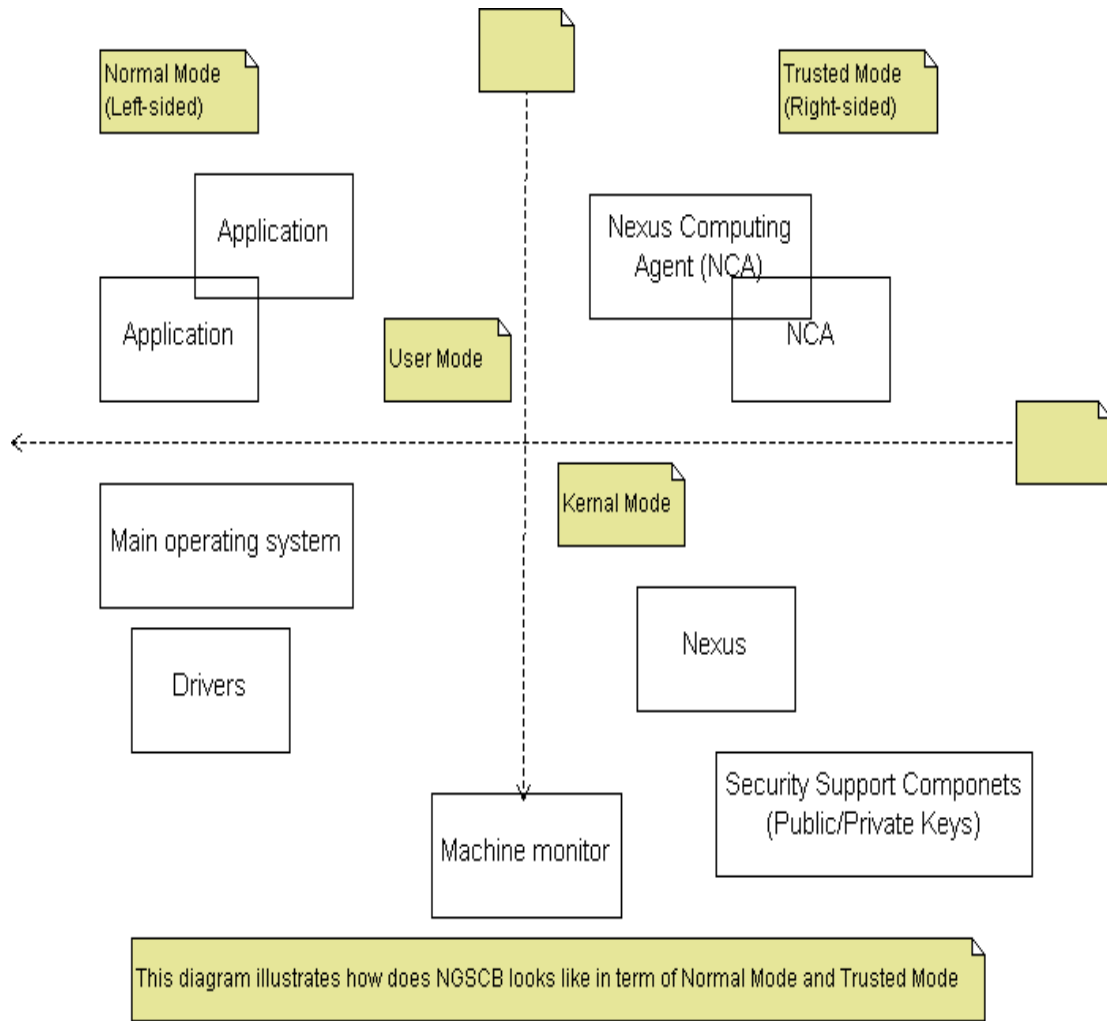 Normal Mode
(Left-sided)
Trusted Mode
(Right-sided)
Application
Nexus Computing
Agent (NCA)
Application
User Mode
NCA
Main operating system
Kernal Mode
Nexus
Drivers
Security Support Componets
(Public/Private Keys)
Machine monitor
This diagram illustrates how does NGSCB looks like in term of Normal Mode and Trusted Mode